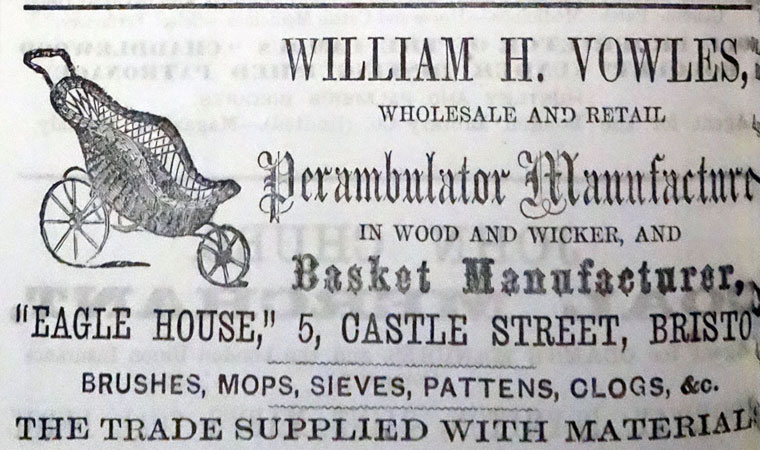 WILLIAM H. VOWLES,
WHOLESALE AND RETAIL
Perambulator Manufacture
IN WOOD AND WICKER, AND
Basket Manufacturer,
"EAGLE HOUSE," 5, CASTLE STREET, BRISTO
BRUSHES, MOPS, SIEVES, PATTENS, CLOGS, &c.
THE TRADE SUPPLIED WITH MATERIALS